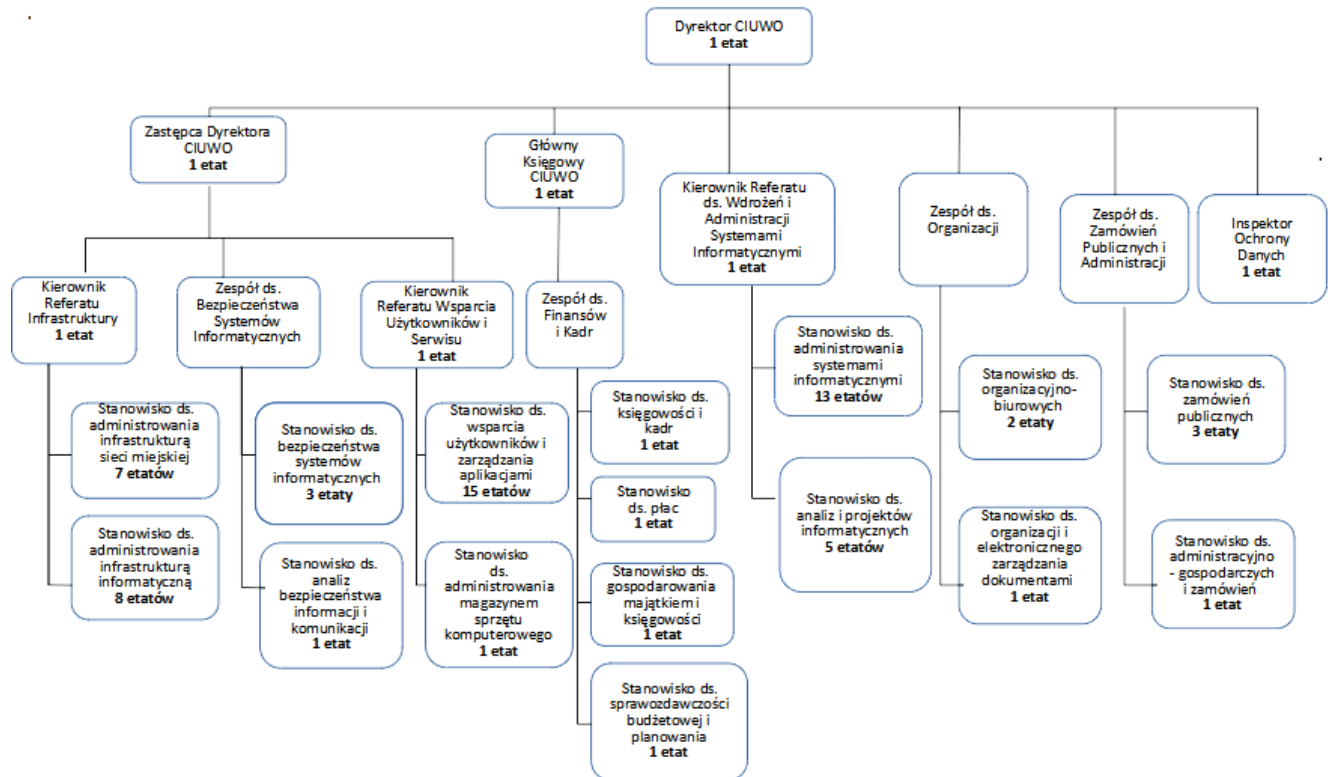 Dyrektor CIUWO
1 etat
Zastępca Dyrektora
CIUWO
1 etat
Główny
Księgowy
CIUWO
1 etat
Kierownik Referatu
ds. Wdrożeń i
Administracji
Systemami
Informatycznymi
1 etat
Zespół ds.
Organizacji
Zespół ds.
Zamówień
Publicznych i
Administracji
Inspektor
Ochrony
Danych
1 etat
Kierownik
Referatu
Infrastruktury
1 etat
Zespół ds.
Bezpieczeństwa
Systemów
Informatycznych
Kierownik
Referatu Wsparcia
Użytkowników i
Serwisu
1 etat
Zespół ds.
Finansów
i Kadr
Stanowisko ds.
administrowania
infrastrukturą
sieci miejskiej
7 etatów
Stanowisko ds.
administrowania
infrastrukturą
informatyczną
8 etatów
Stanowisko ds.
bezpieczeństwa
systemów
informatycznych
3 etaty
Stanowisko ds.
analiz
bezpieczeństwa
informacji i
komunikacji
1 etat
Stanowisko ds.
wsparcia
użytkowników i
zarządzania
aplikacjami
15 etatów
Stanowisko
ds.
administrowania
magazynem
sprzętu
komputerowego
1 etat
Stanowisko ds.
księgowości i
kadr
1 etat
Stanowisko
ds. płac
1 etat
Stanowisko ds.
gospodarowania
majątkiem i
księgowości
1 etat
Stanowisko ds.
sprawozdawczości
budżetowej i
planowania
1 etat
Stanowisko ds.
administrowania
systemami
informatycznymi
13 etatów
Stanowisko ds.
analiz i projektów
informatycznych
5 etatów
Stanowisko ds.
organizacyjno-
biurowych
2 etaty
Stanowisko ds.
organizacji i
elektronicznego
zarządzania
dokumentami
1 etat
Stanowisko ds.
zamówień
publicznych
3 etaty
Stanowisko ds.
administracyjno
- gospodarczych
i zamówień
1 etat